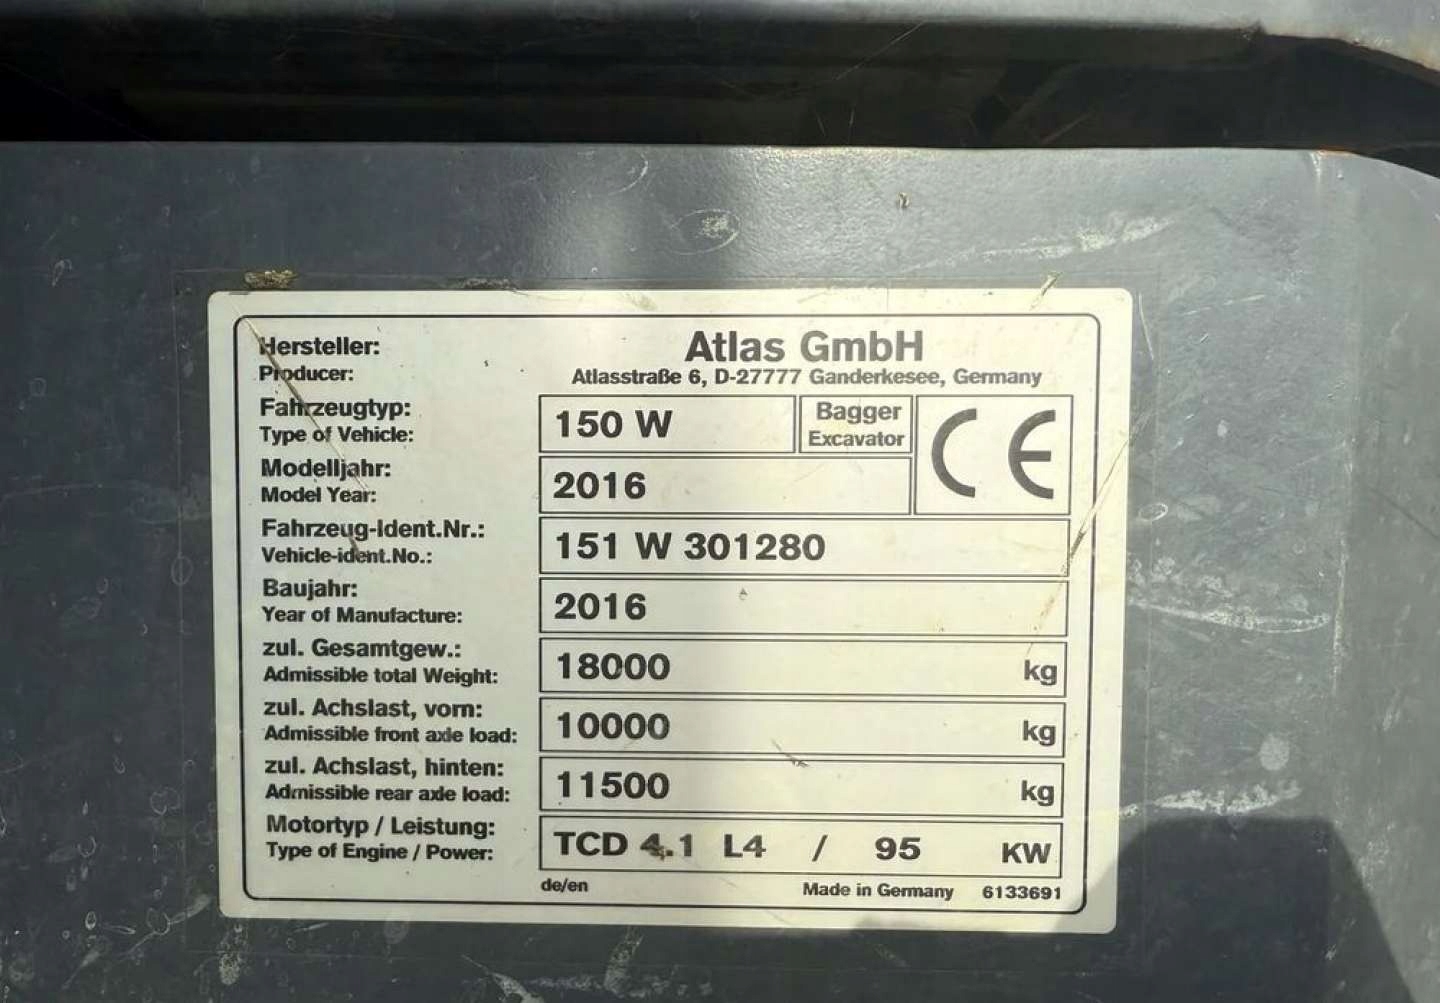 Hersteller: Atlas GmbH
Producer: Atlasstraße 6, D-27777 Ganderkesee, Germany
Fahrzeugtyp: 150 W Bagger
Type of Vehicle: Excavator
CE
Modelljahr: 2016
Model Year:
Fahrzeug-Ident.Nr.: 151 W 301280
Vehicle-ident.No.:
Baujahr: 2016
Year of Manufacture:
zul. Gesamtgew.: 18000 kg
Admissible total Weight:
zul. Achslast, vorn: 10000 kg
Admissible front axle load:
zul. Achslast, hinten: 11500 kg
Admissible rear axle load:
Motortyp / Leistung: TCD 4.1 L4 / 95 KW
Type of Engine / Power:
de/en Made in Germany 6133691